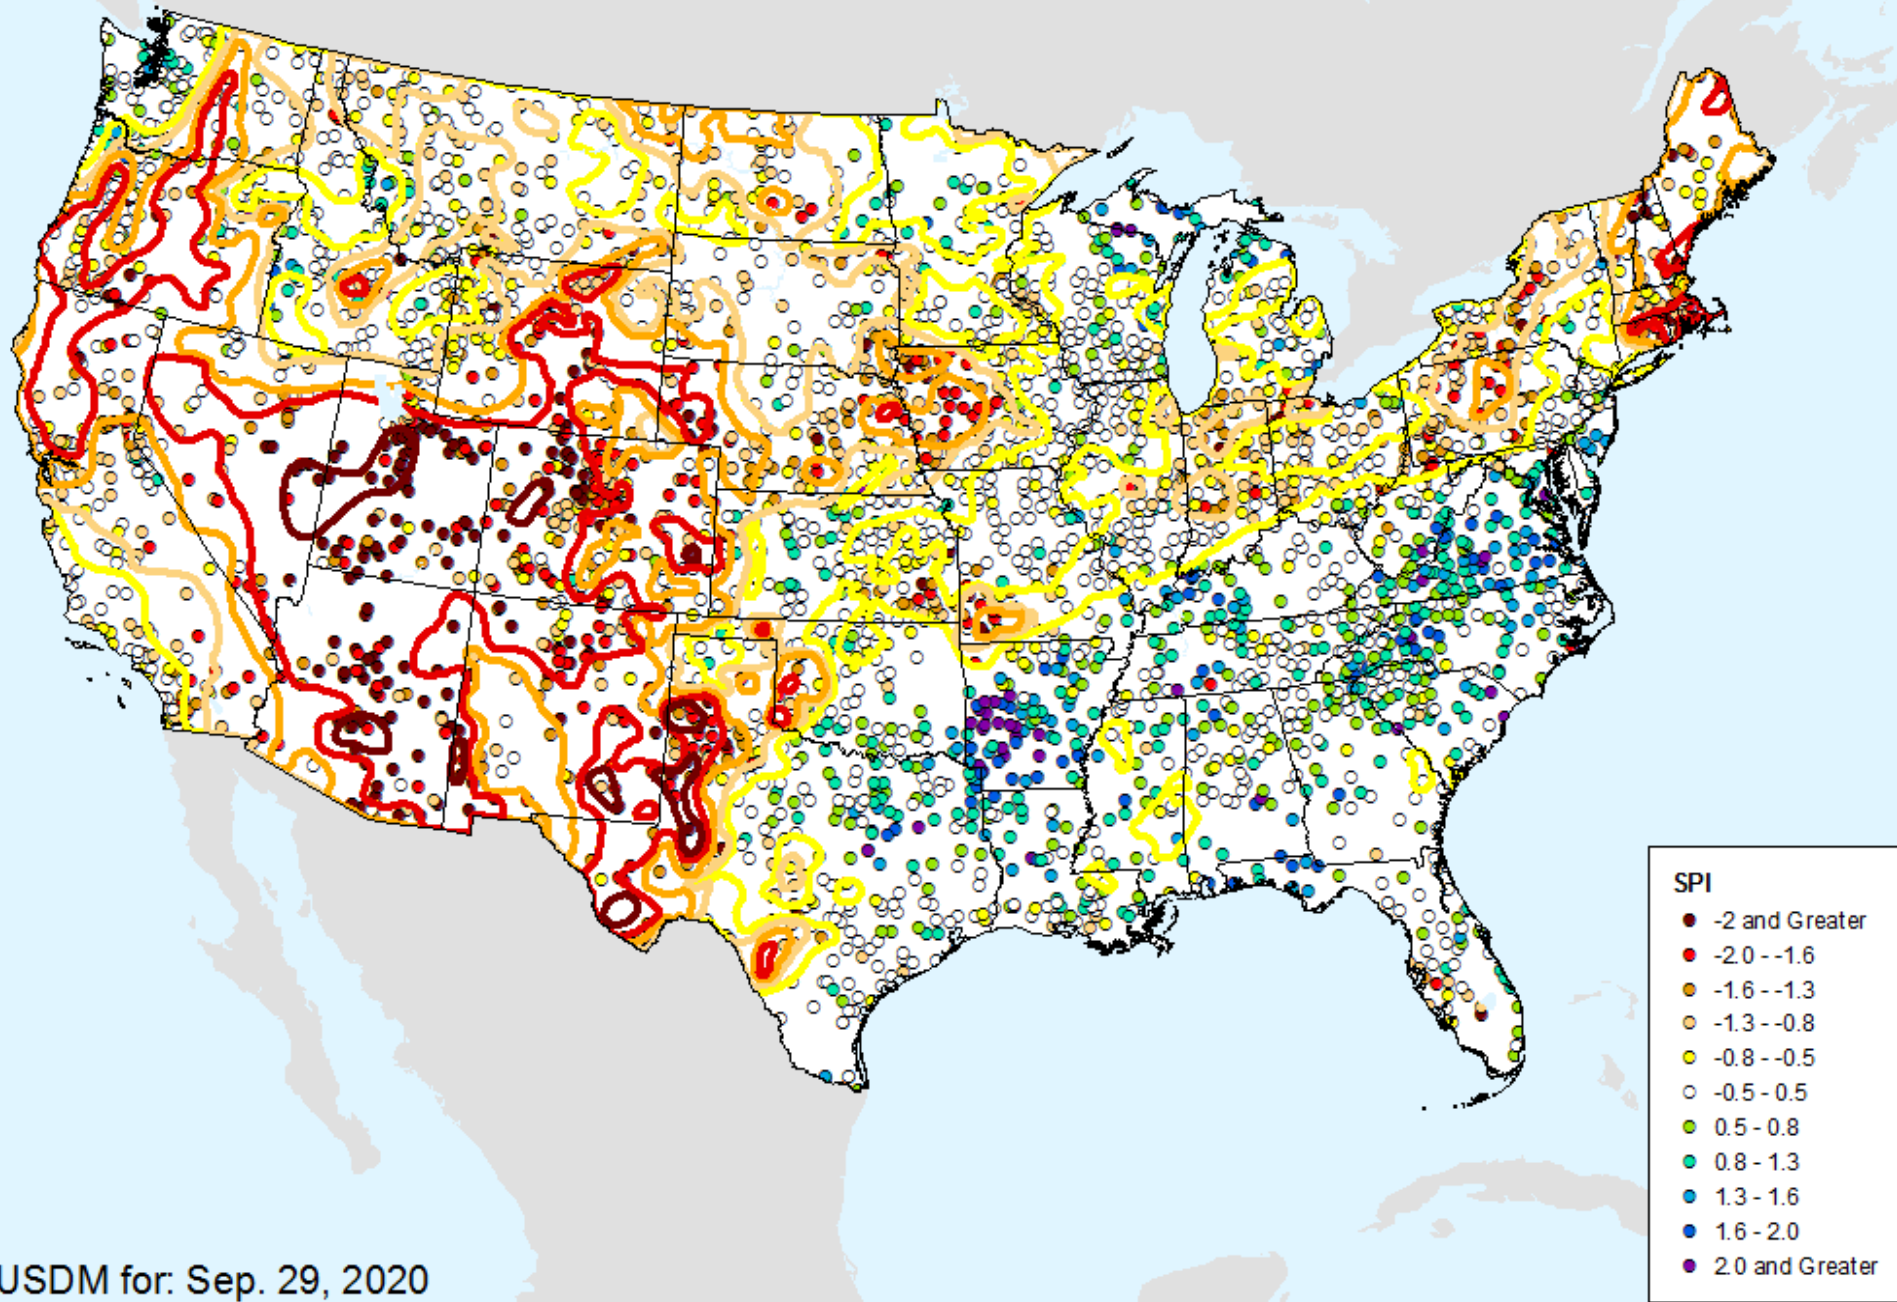 SPI
-2 and Greater
-2.0 - -1.6
-1.6 - -1.3
-1.3 - -0.8
-0.8 - -0.5
-0.5 - 0.5
0.5 - 0.8
0.8 - 1.3
1.3 - 1.6
1.6 - 2.0
2.0 and Greater
USDM for: Sep. 29, 2020